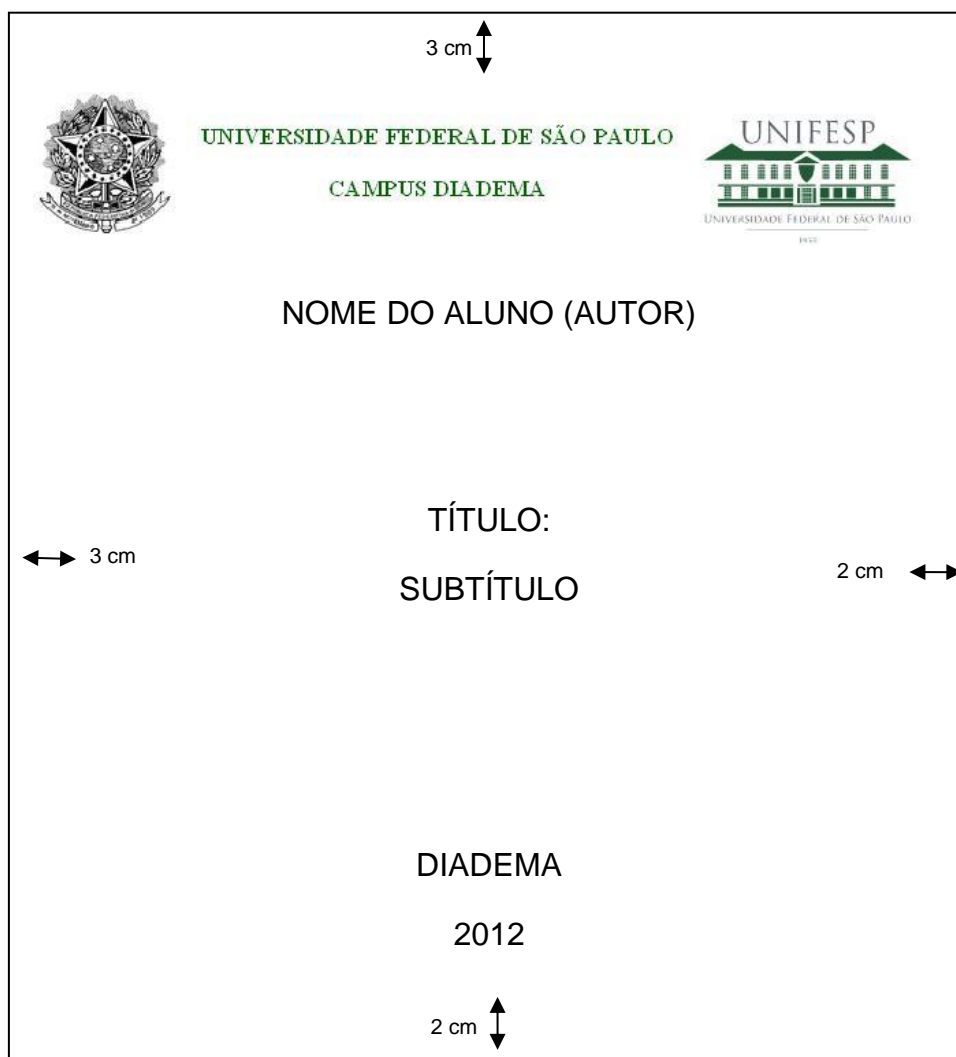 3 cm
UNIVERSIDADE FEDERAL DE SÃO PAULO
CAMPUS DIADEMA
UNIFESP
UNIVERSIDADE FEDERAL DE SÃO PAULO
NOME DO ALUNO (AUTOR)
TÍTULO:
3 cm
SUBTÍTULO
2 cm
DIADEMA
2012
2 cm